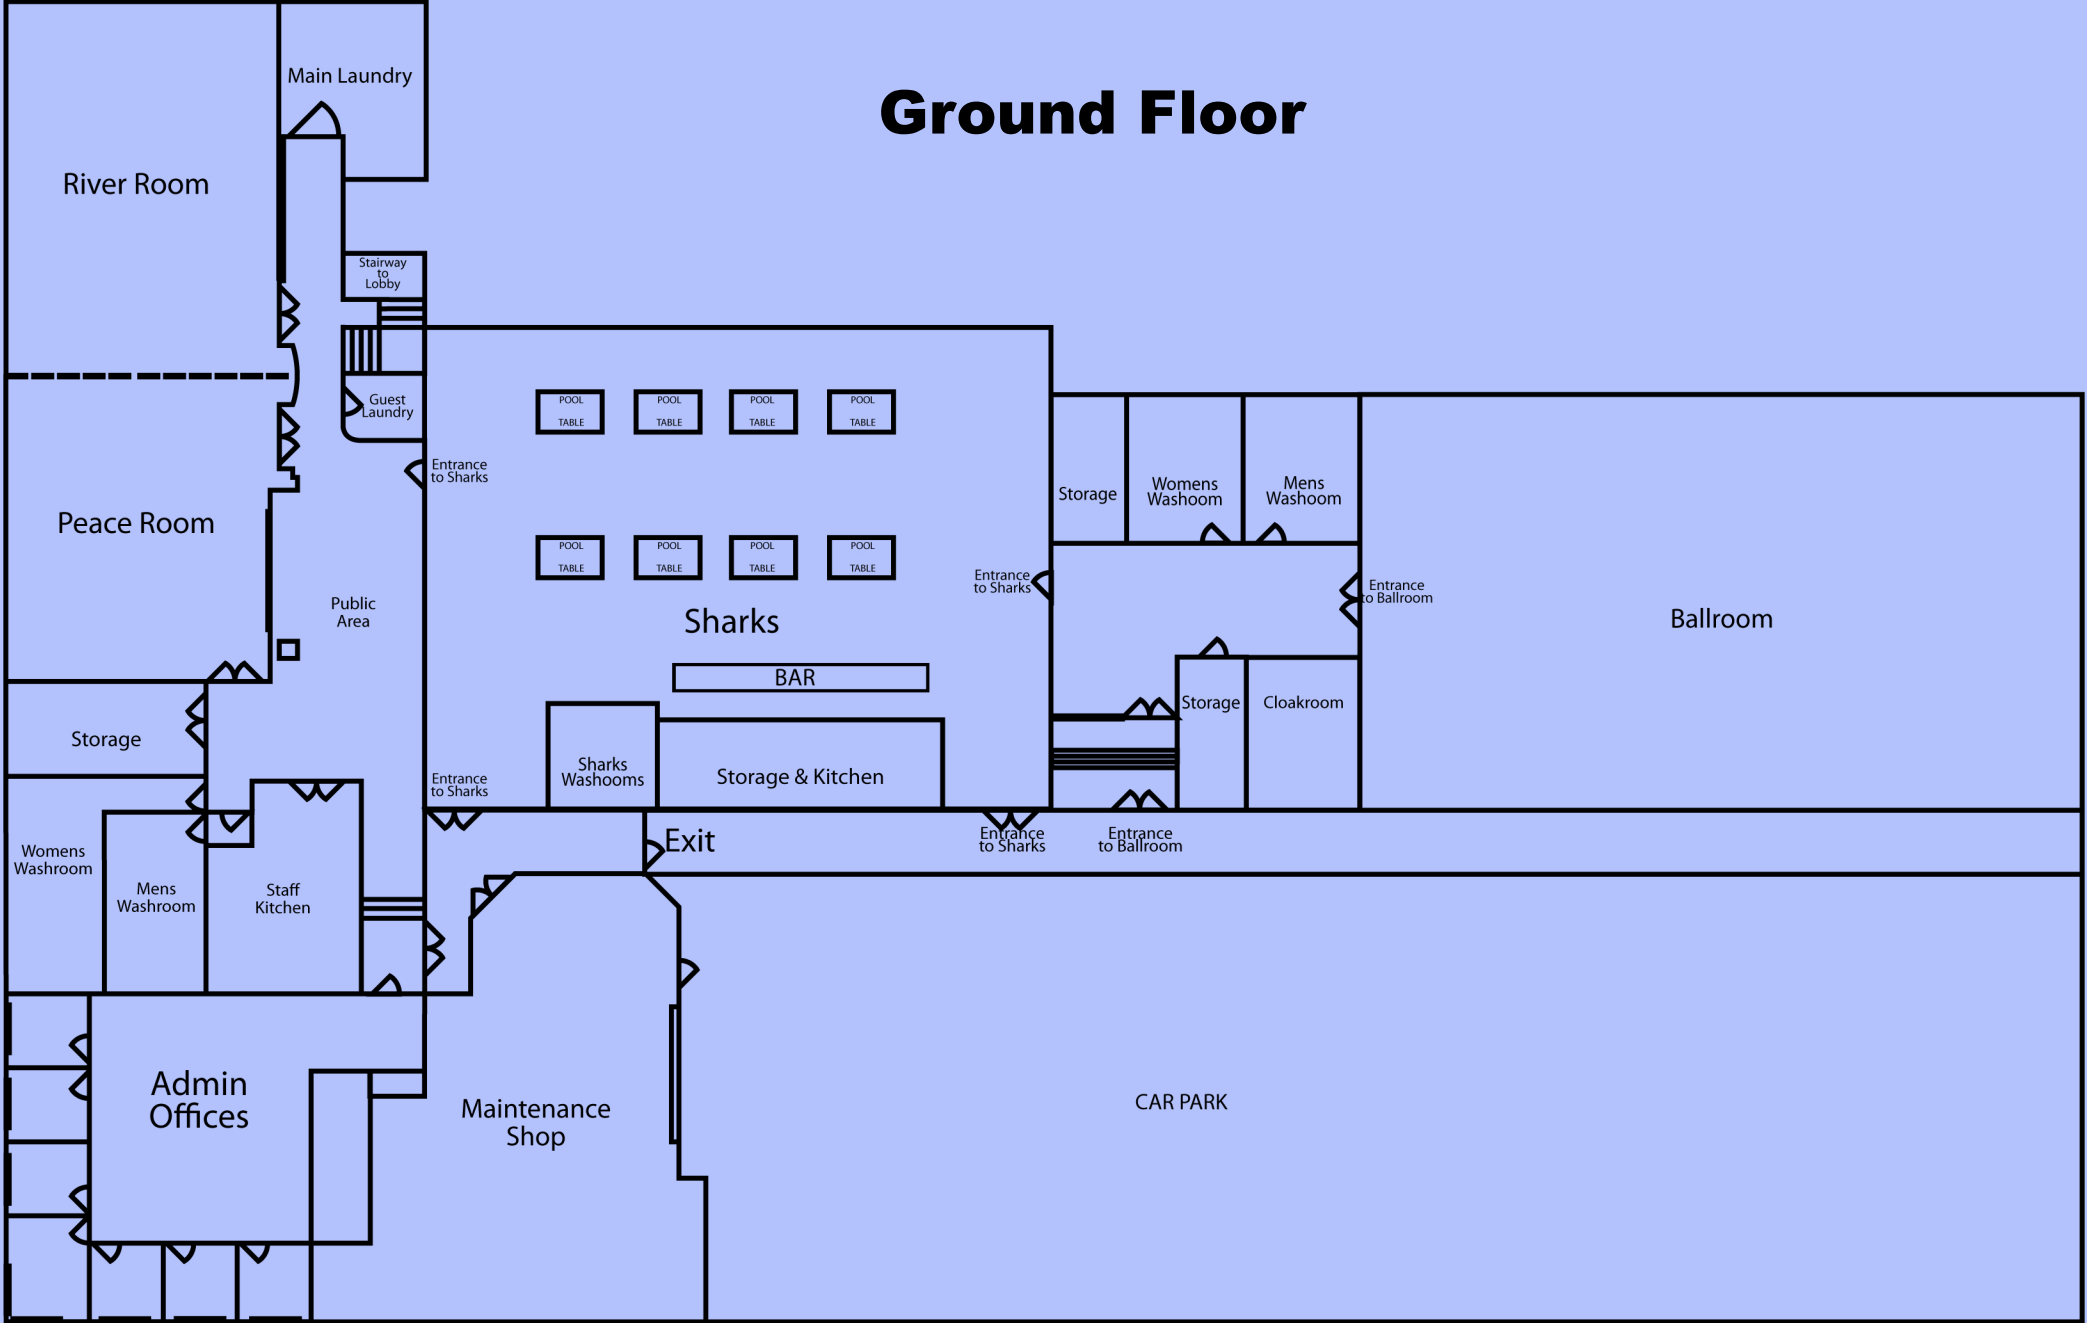 Main Laundry
Ground Floor
River Room
Stairway
to
Lobby
Guest
Laundry
POOL
TABLE
POOL
TABLE
POOL
TABLE
POOL
TABLE
Entrance
to Sharks
Storage
Womens
Washoom
Mens
Washoom
Peace Room
POOL
TABLE
POOL
TABLE
POOL
TABLE
POOL
TABLE
Entrance
to Sharks
Entrance
to Ballroom
Public
Area
Sharks
Ballroom
BAR
Storage
Cloakroom
Storage
Sharks
Washooms
Storage & Kitchen
Entrance
to Sharks
Exit
Entrance
to Sharks
Entrance
to Ballroom
Womens
Washroom
Mens
Washroom
Staff
Kitchen
Admin
Offices
Maintenance
Shop
CAR PARK